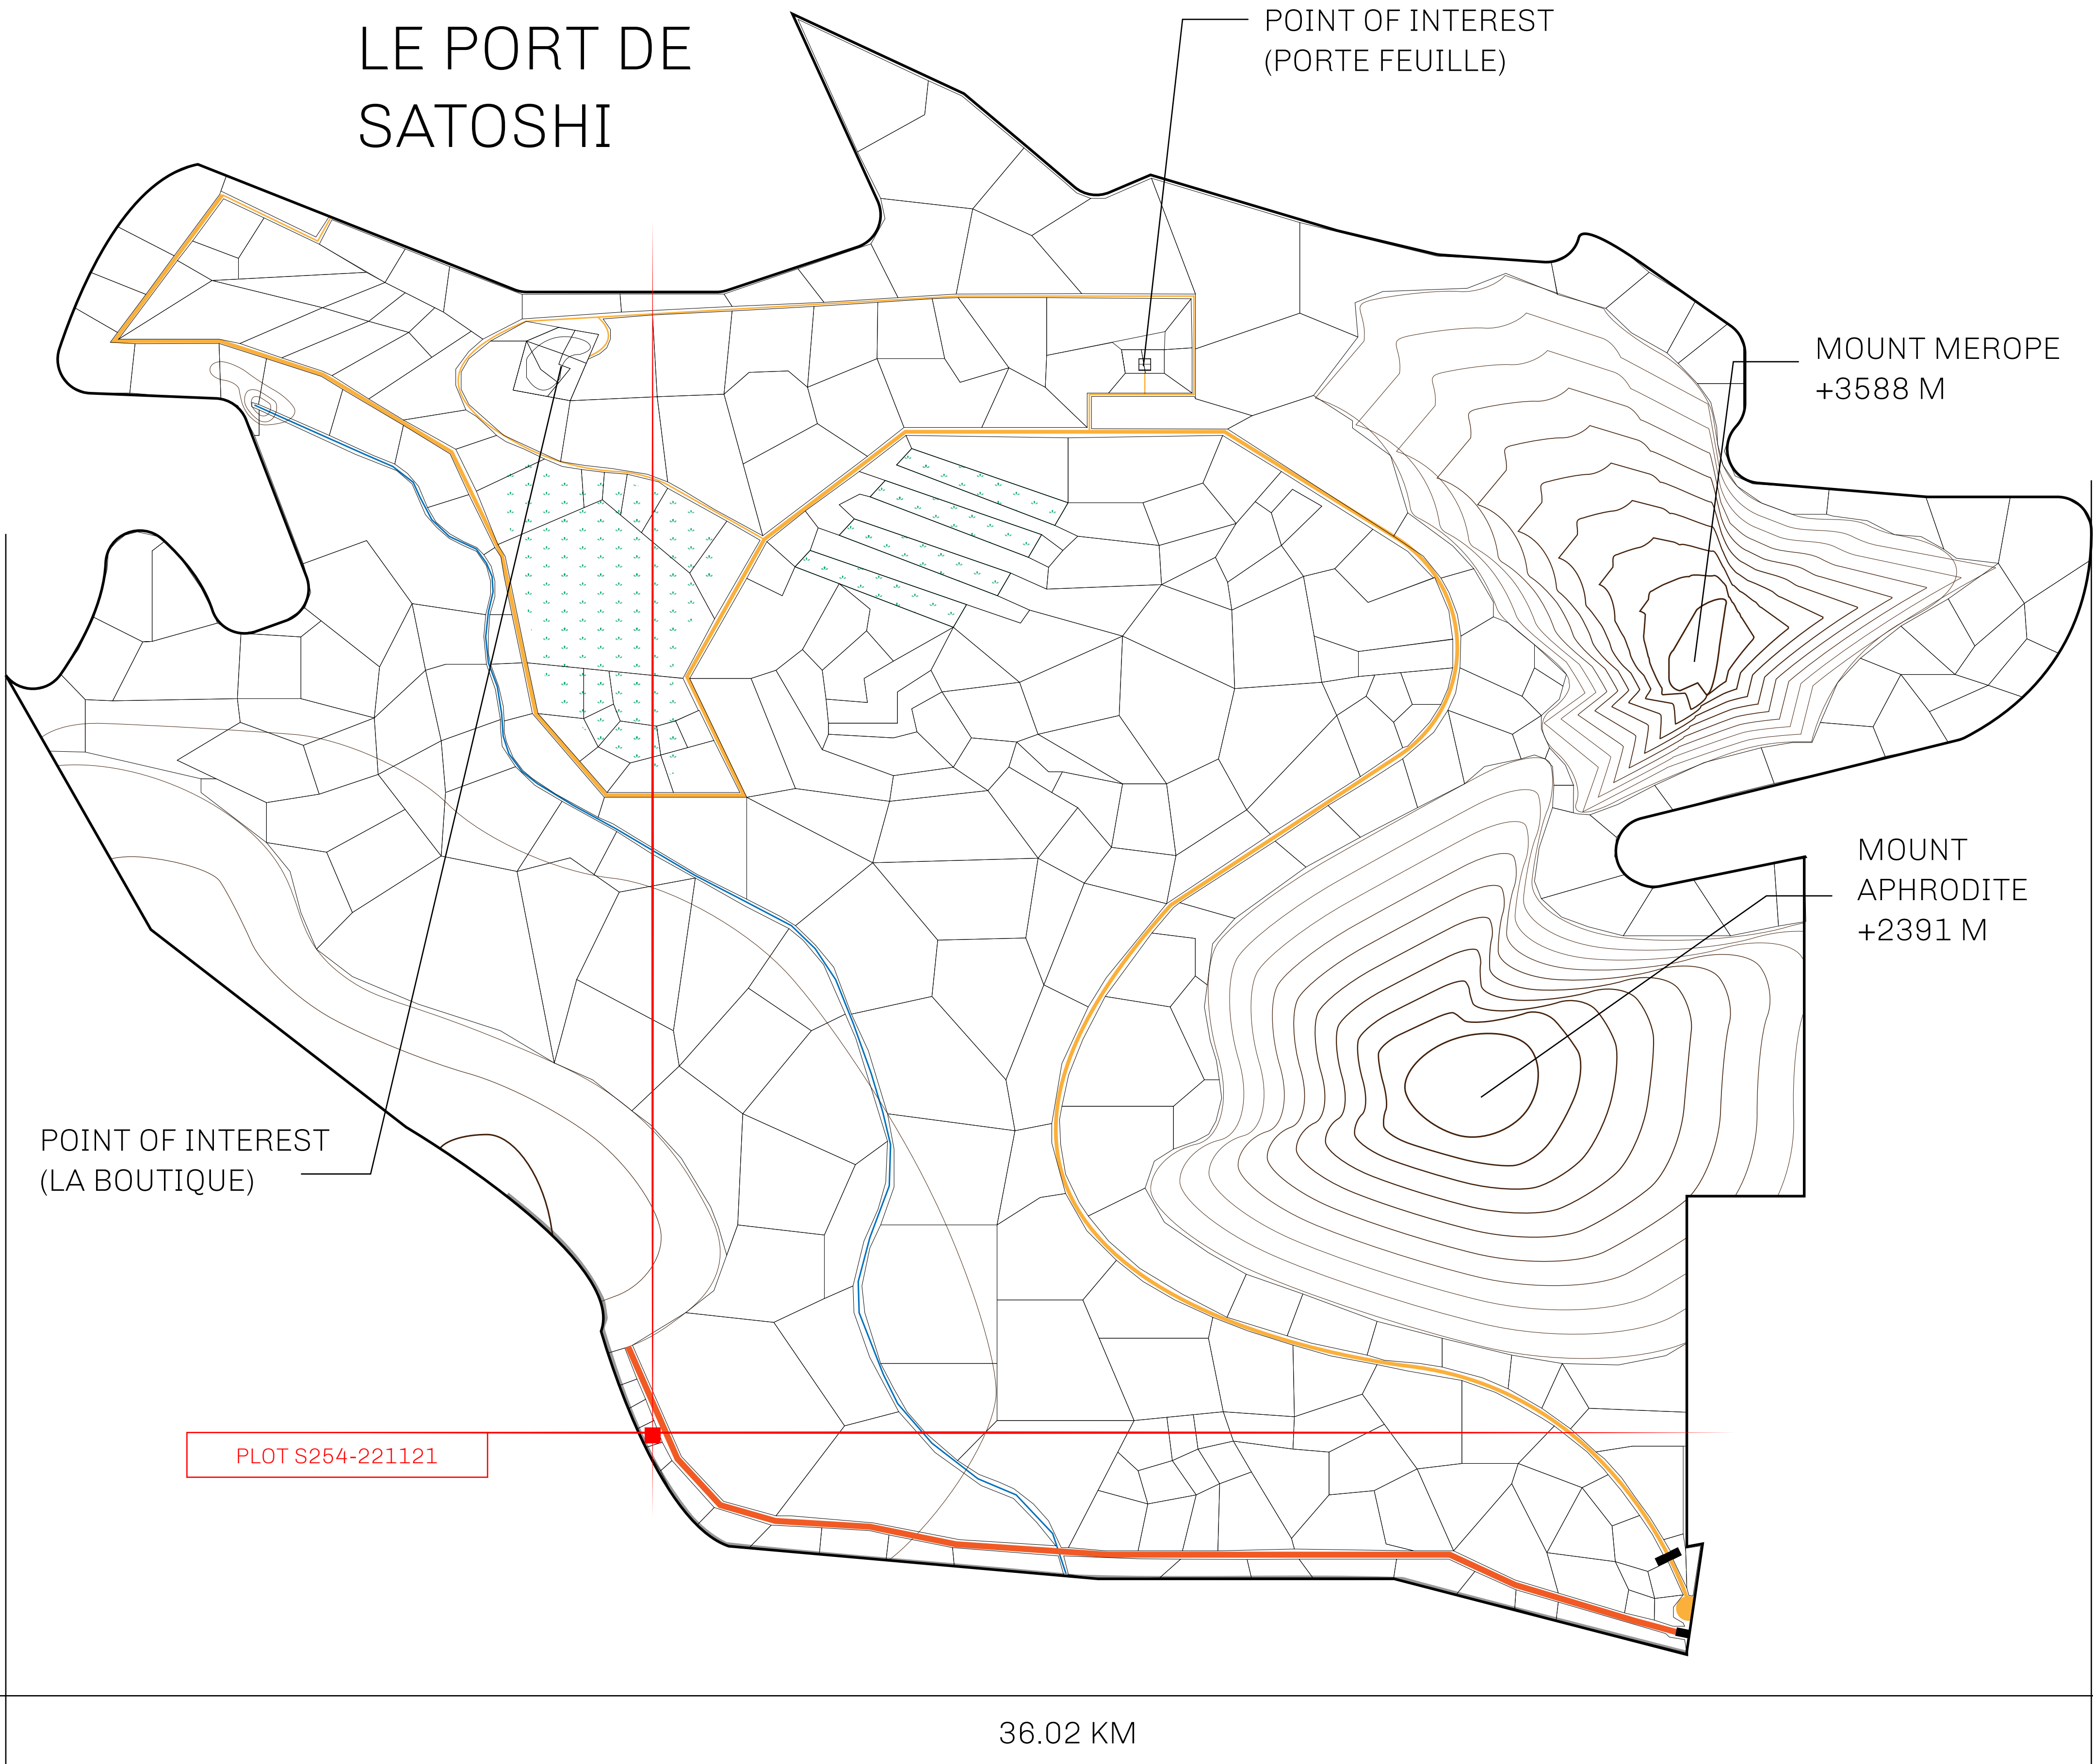 LE PORT DE
SATOSHI
POINT OF INTEREST
(PORTE FEUILLE)
MOUNT MEROPE
+3588 M
MOUNT
APHRODITE
+2391 M
POINT OF INTEREST
(LA BOUTIQUE)
PLOT S254-221121
36.02 KM